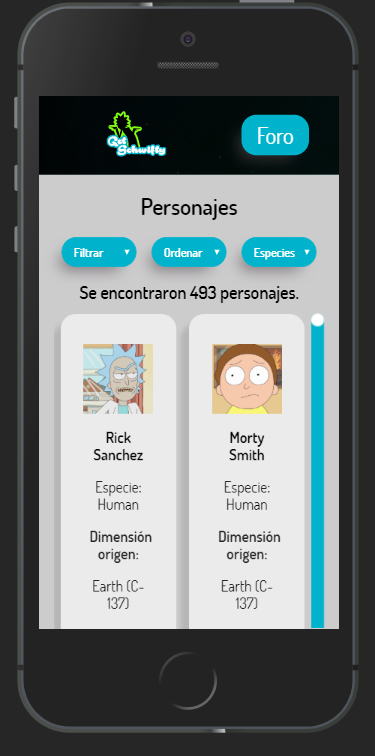 Get
Schwifty
Foro
Personajes
Filtrar
Ordenar
Especies
Se encontraron 493 personajes.
Rick
Sanchez
Especie:
Human
Dimensión
origen:
Earth (C-
137)
Morty
Smith
Especie:
Human
Dimensión
origen:
Earth (C-
137)